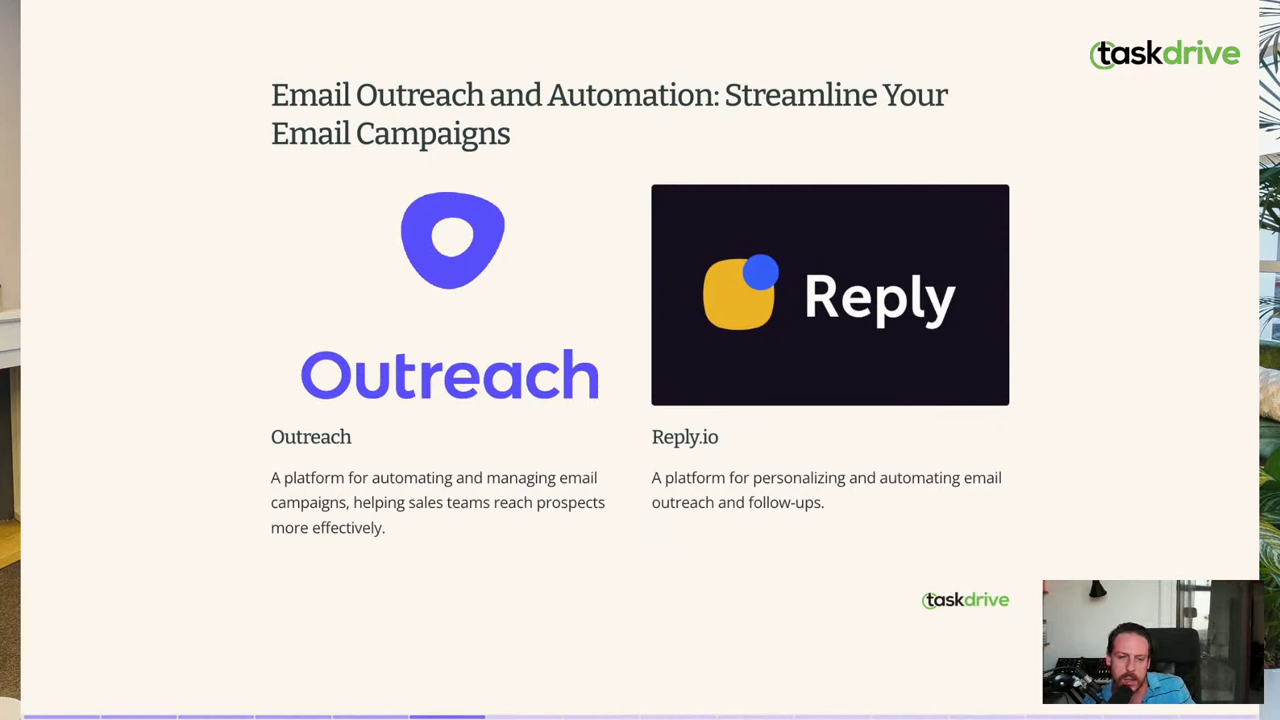 taskdrive
Email Outreach and Automation: Streamline Your
Email Campaigns
Outreach
Reply
Outreach
A platform for automating and managing email
campaigns, helping sales teams reach prospects
more effectively.
Reply.io
A platform for personalizing and automating email
outreach and follow-ups.
taskdrive